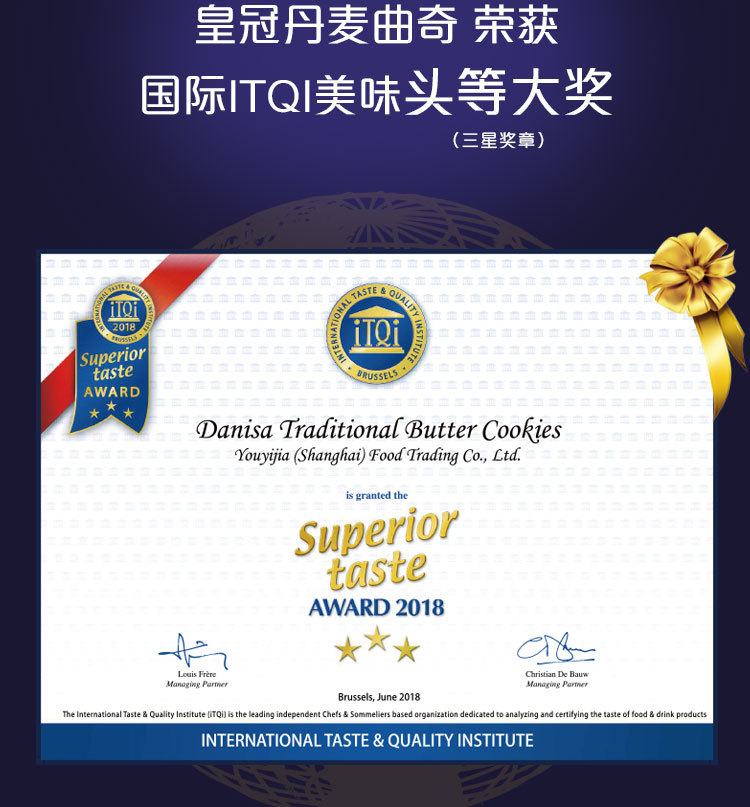 皇冠丹麦曲奇 荣获
国际ITQI美味头等大奖
(三星奖章)
INTERNATIONAL TASTE & QUALITY INSTITUTE
iTQi
2018
BRUSSELS
Superior
taste
AWARD
INTERNATIONAL TASTE & QUALITY INSTITUTE
iTQi
BRUSSELS
Danisa Traditional Butter Cookies
Youyijia (Shanghai) Food Trading Co., Ltd.
is granted the
Superior
taste
AWARD 2018
Louis Frère
Managing Partner
Christian De Bauw
Managing Partner
Brussels, June 2018
The International Taste & Quality Institute (iTQi) is the leading independent Chefs & Sommeliers based organization dedicated to analyzing and certifying the taste of food & drink products
INTERNATIONAL TASTE & QUALITY INSTITUTE